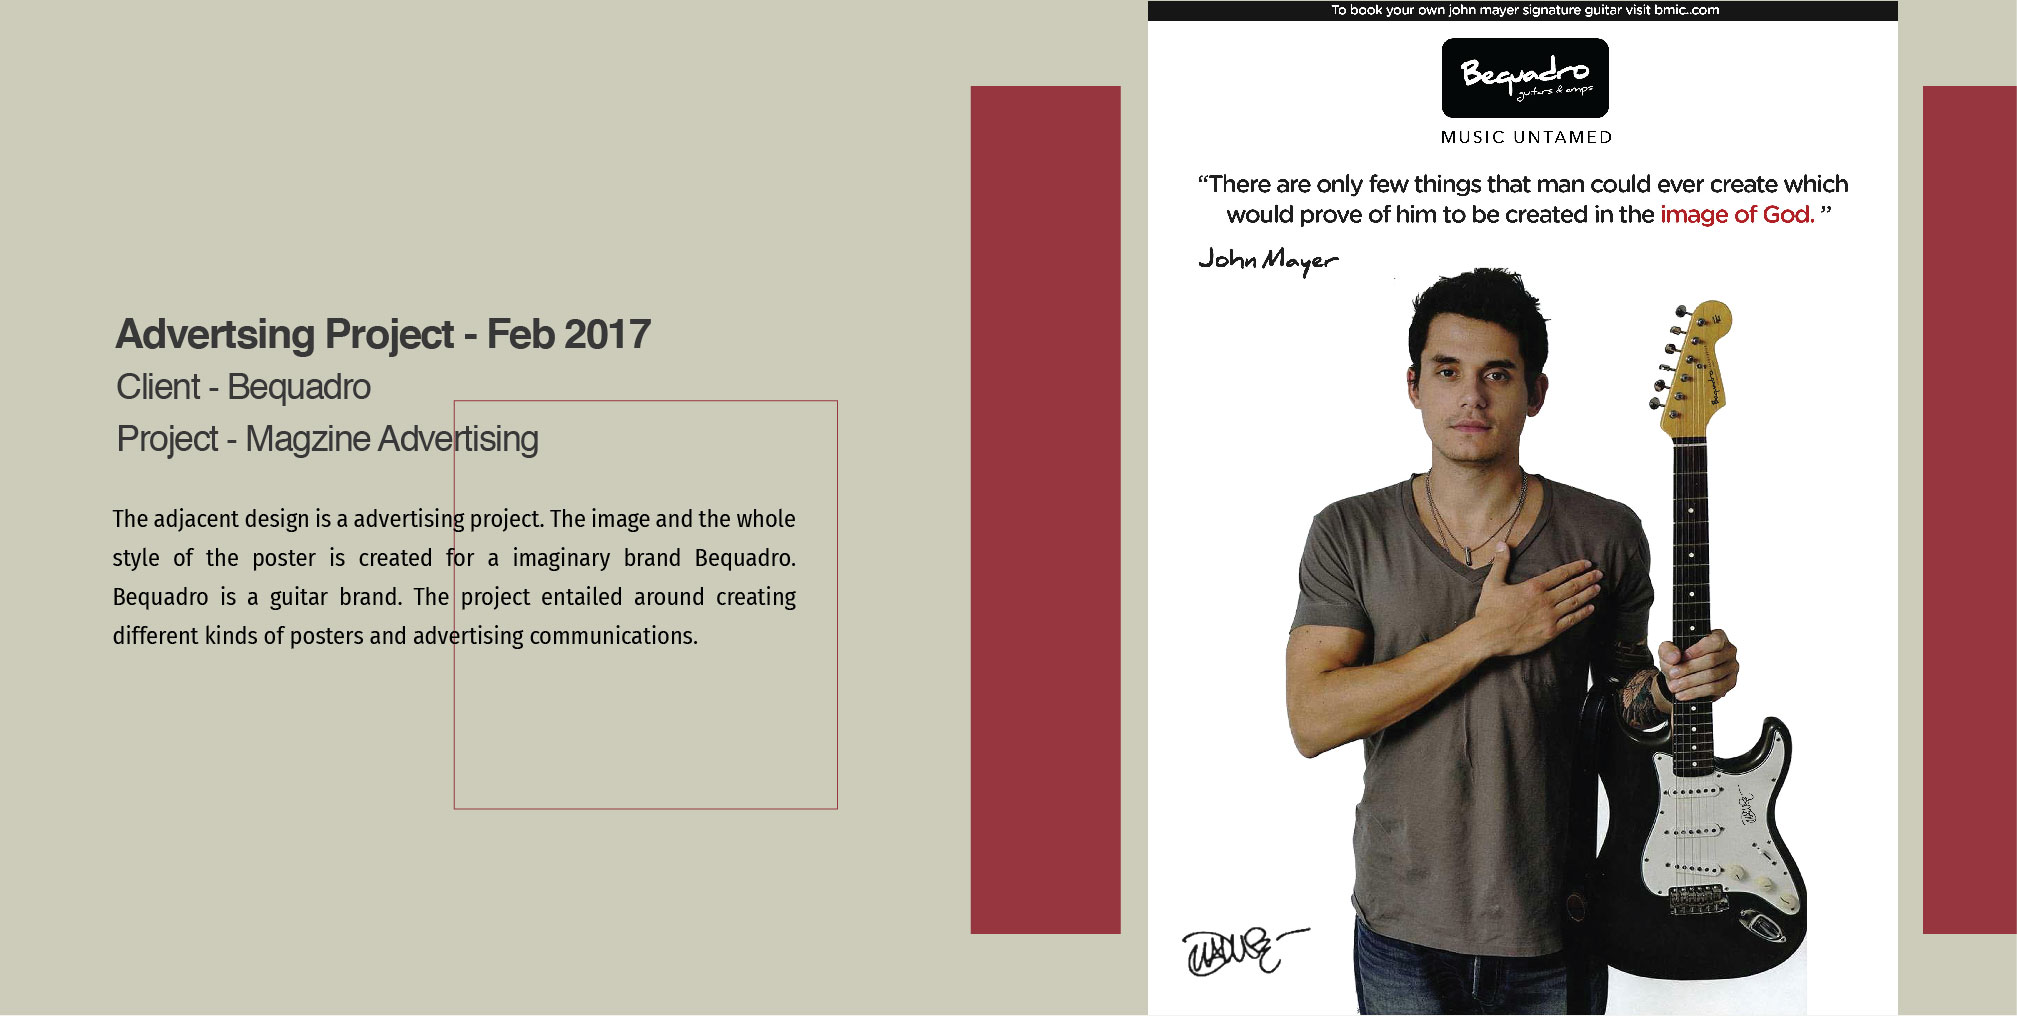 Advertsing Project - Feb 2017
Client - Bequadro
Project - Magzine Advertising
The adjacent design is a advertising project. The image and the whole
style of the poster is created for a imaginary brand Bequadro.
Bequadro is a guitar brand. The project entailed around creating
different kinds of posters and advertising communications.
To book your own john mayer signature guitar visit bmic..com
Bequadro
guitars & amps
MUSIC UNTAMED
“There are only few things that man could ever create which
would prove of him to be created in the image of God. ”
John Mayer
Bequadro